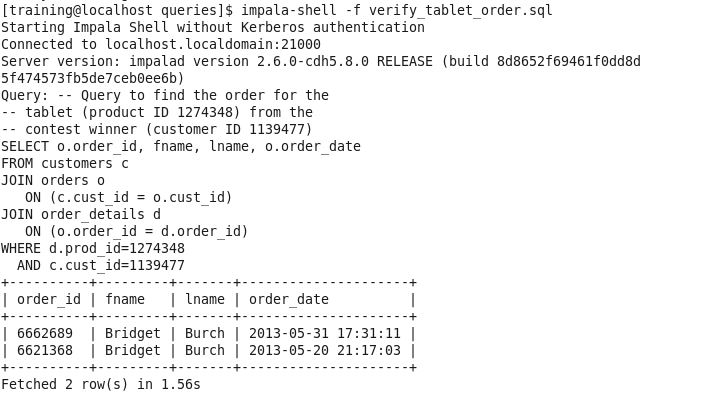 [training@localhost queries]$ impala-shell -f verify_tablet_order.sql
Starting Impala Shell without Kerberos authentication
Connected to localhost.localdomain:21000
Server version: impalad version 2.6.0-cdh5.8.0 RELEASE (build 8d8652f69461f0dd8d
5f474573fb5de7ceb0ee6b)
Query: -- Query to find the order for the
-- tablet (product ID 1274348) from the
-- contest winner (customer ID 1139477)
SELECT o.order_id, fname, lname, o.order_date
FROM customers c
JOIN orders o
   ON (c.cust_id = o.cust_id)
JOIN order_details d
   ON (o.order_id = d.order_id)
WHERE d.prod_id=1274348
  AND c.cust_id=1139477
+----------+---------+-------+---------------------+
| order_id | fname   | lname | order_date          |
+----------+---------+-------+---------------------+
| 6662689  | Bridget | Burch | 2013-05-31 17:31:11 |
| 6621368  | Bridget | Burch | 2013-05-20 21:17:03 |
+----------+---------+-------+---------------------+
Fetched 2 row(s) in 1.56s